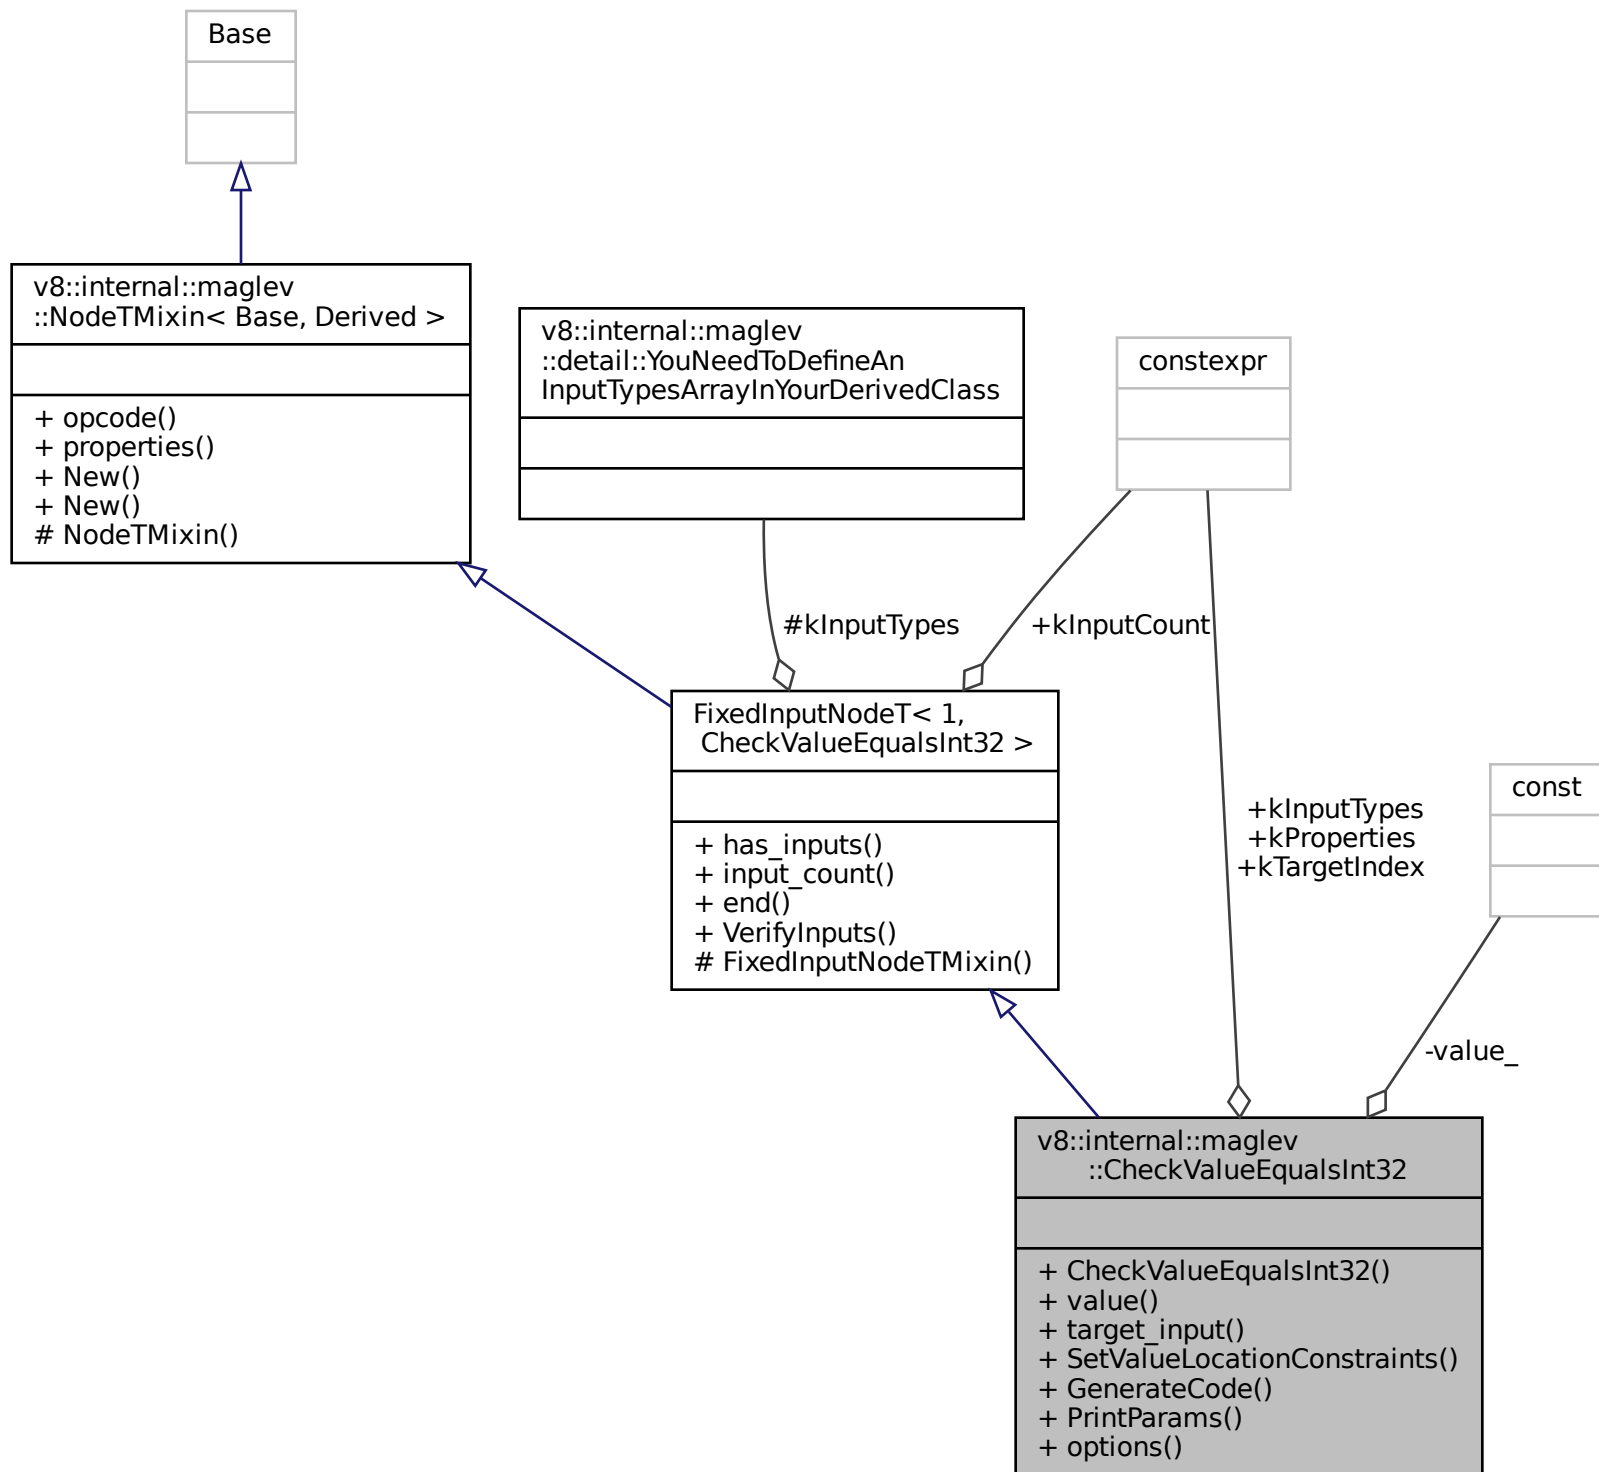 Base
v8::internal::maglev
::NodeTMixin< Base, Derived >
+ opcode()
+ properties()
+ New()
+ New()
# NodeTMixin()
v8::internal::maglev
::detail::YouNeedToDefineAn
InputTypesArrayInYourDerivedClass
constexpr
#kInputTypes
+kInputCount
FixedInputNodeT< 1,
CheckValueEqualsInt32 >
+ has_inputs()
+ input_count()
+ end()
+ VerifyInputs()
# FixedInputNodeTMixin()
+kInputTypes
+kProperties
+kTargetIndex
const
-value_
v8::internal::maglev
::CheckValueEqualsInt32
+ CheckValueEqualsInt32()
+ value()
+ target_input()
+ SetValueLocationConstraints()
+ GenerateCode()
+ PrintParams()
+ options()